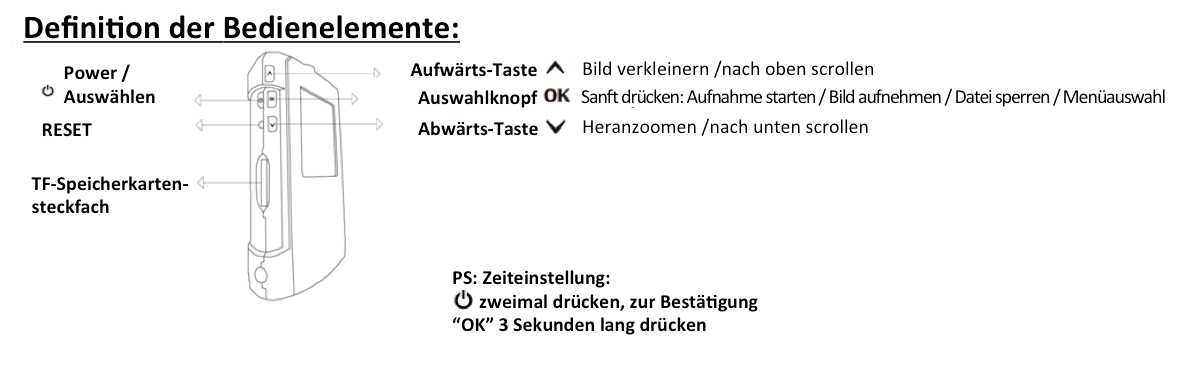 Definition der Bedienelemente:
Power /
Auswählen
RESET
TF-Speicherkarten-
steckfach
Aufwärts-Taste Bild verkleinern /nach oben scrollen
Auswahlknopf OK Sanft drücken: Aufnahme starten / Bild aufnehmen / Datei sperren / Menüauswahl
Abwärts-Taste Heranzoomen /nach unten scrollen
PS: Zeiteinstellung:
zweimal drücken, zur Bestätigung
“OK” 3 Sekunden lang drücken